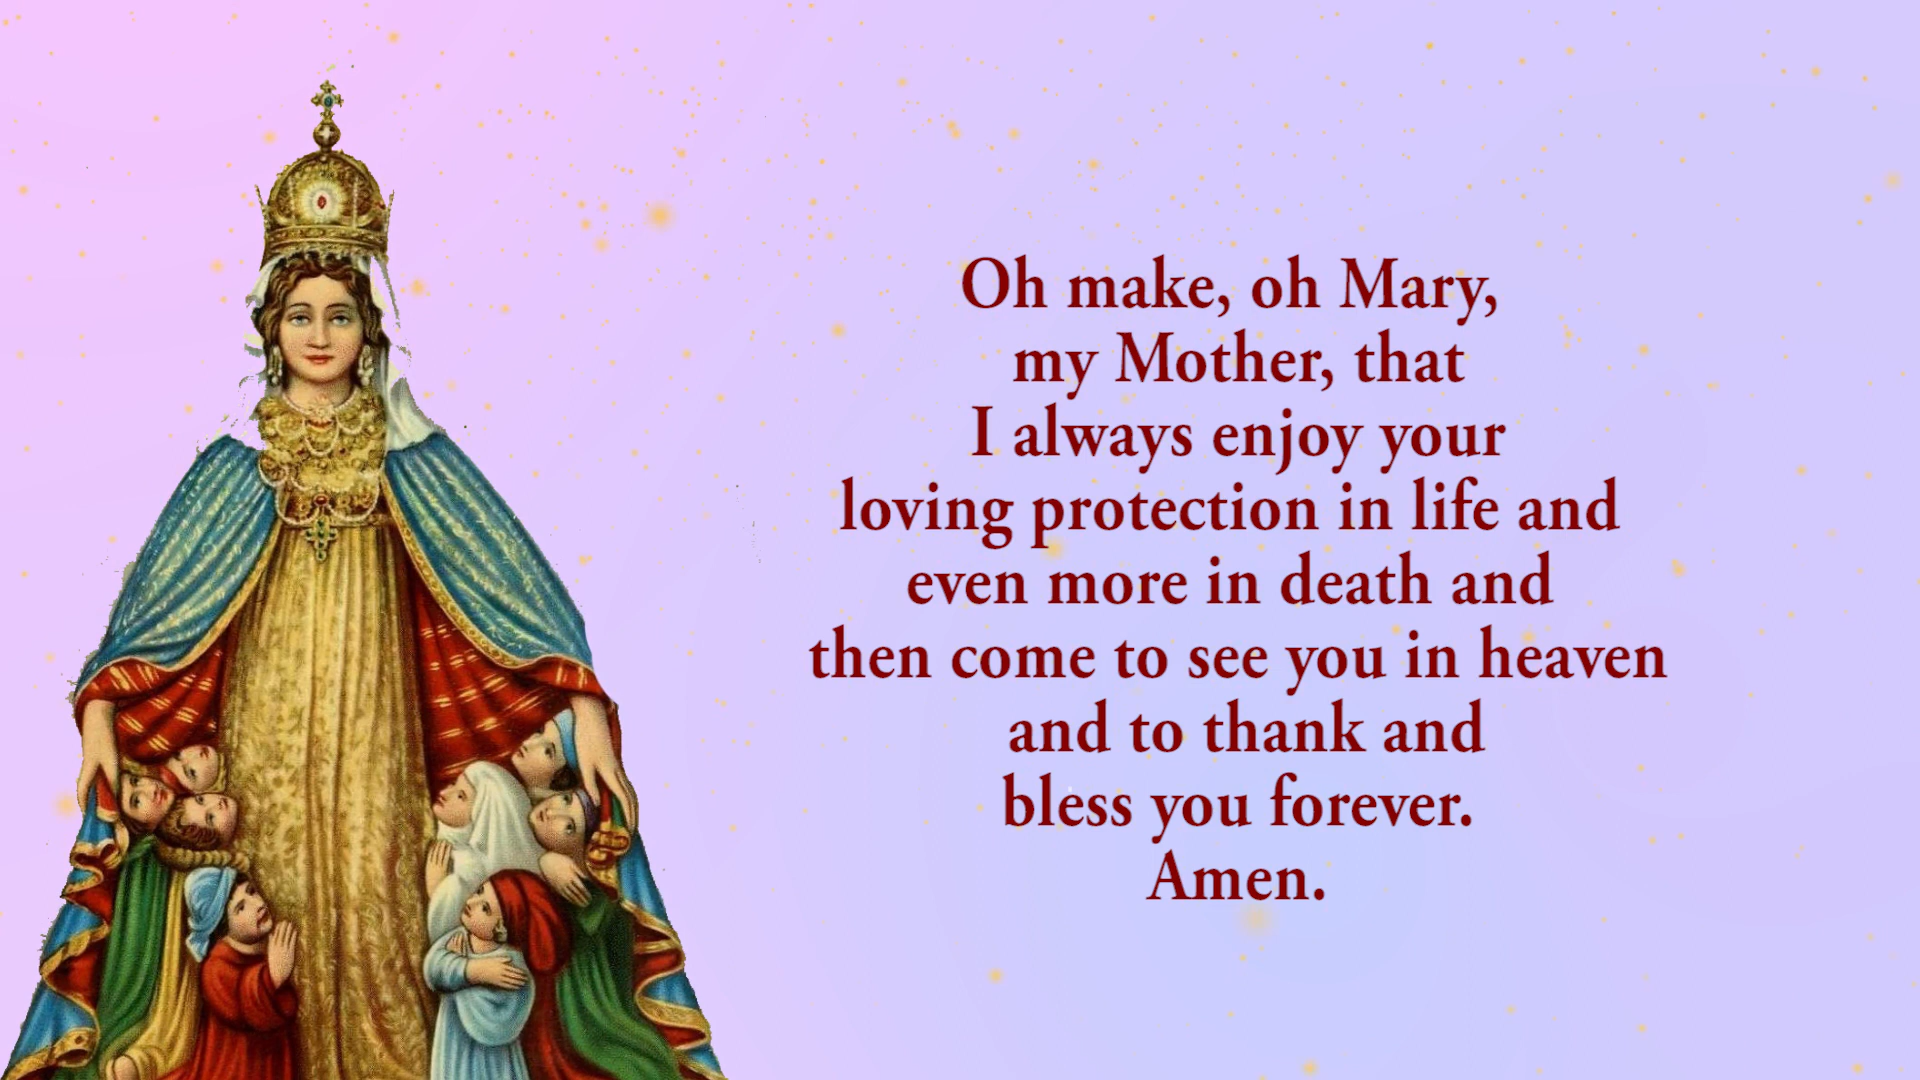 Oh make, oh Mary,
my Mother, that
I always enjoy your
loving protection in life and
even more in death and
then come to see you in heaven
and to thank and
bless you forever.
Amen.